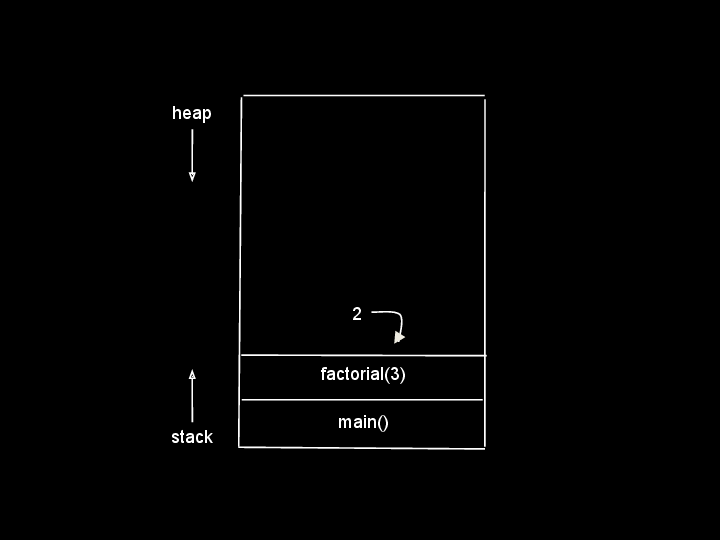 heap
2
factorial(3)
main()
stack